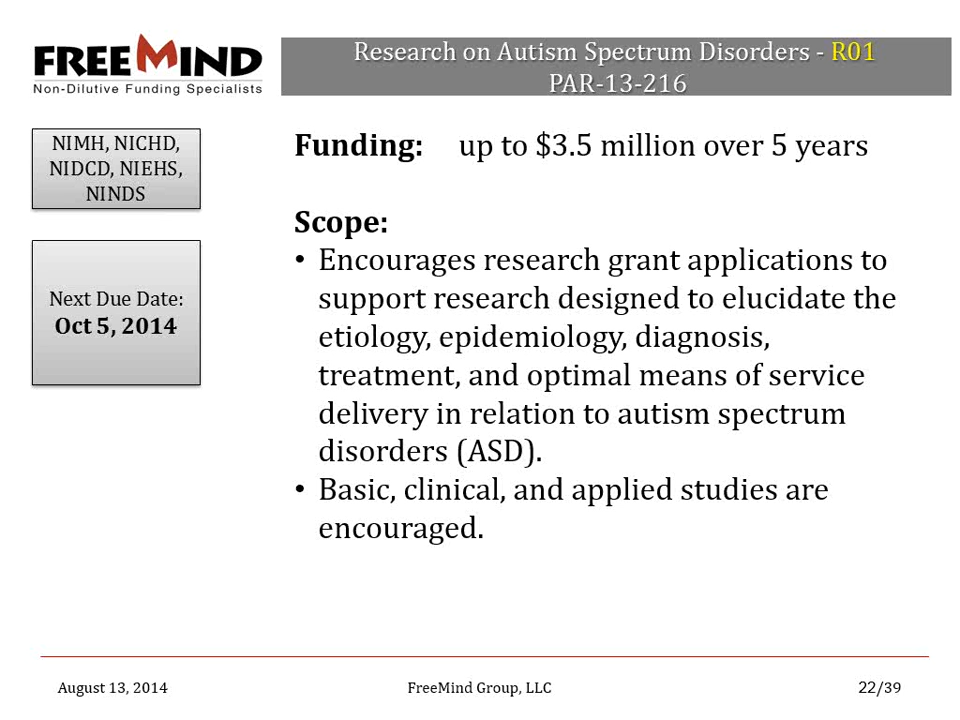 FREEMIND
Non-Dilutive Funding Specialists
Research on Autism Spectrum Disorders - R01
PAR-13-216
NIMH, NICHD,
NIDCD, NIEHS,
NINDS
Next Due Date:
Oct 5, 2014
Funding: up to $3.5 million over 5 years
Scope:
• Encourages research grant applications to
support research designed to elucidate the
etiology, epidemiology, diagnosis,
treatment, and optimal means of service
delivery in relation to autism spectrum
disorders (ASD).
• Basic, clinical, and applied studies are
encouraged.
August 13, 2014 FreeMind Group, LLC 22/39